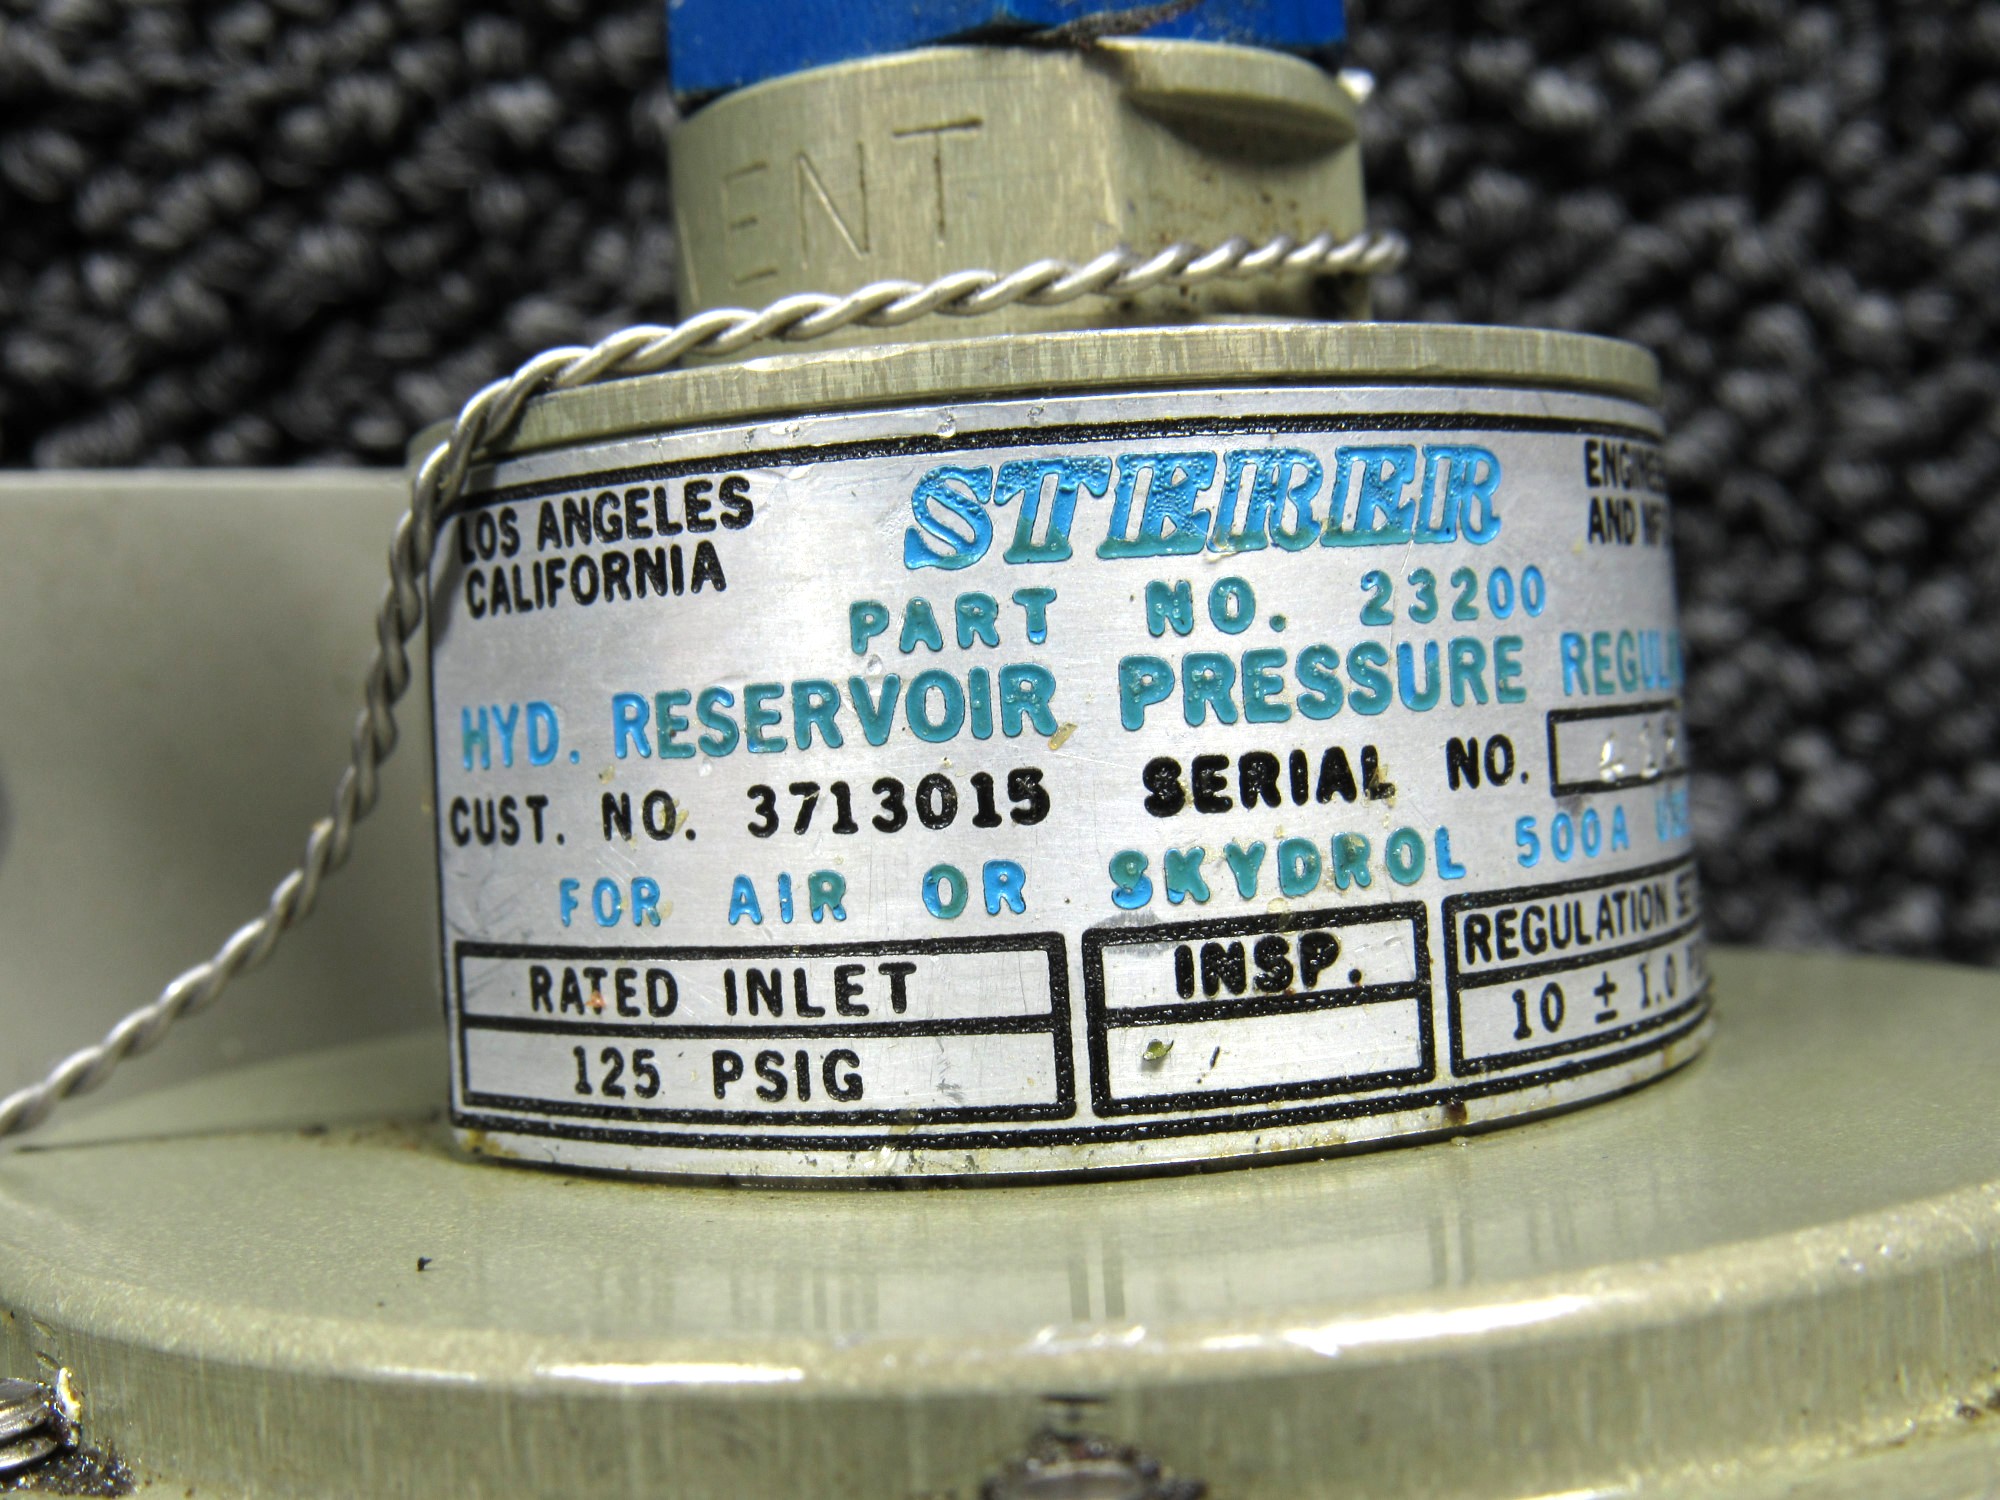 ENT
LOS ANGELES
CALIFORNIA
STERER
AND
PART NO. 23200
HYD. RESERVOIR PRESSURE
CUST. NO. 3713015 SERIAL NO.
FOR AIR OR SKYDROL 500A
RATED INLET
125 PSIG
INSP.
REGULATION
10 ± 1.0